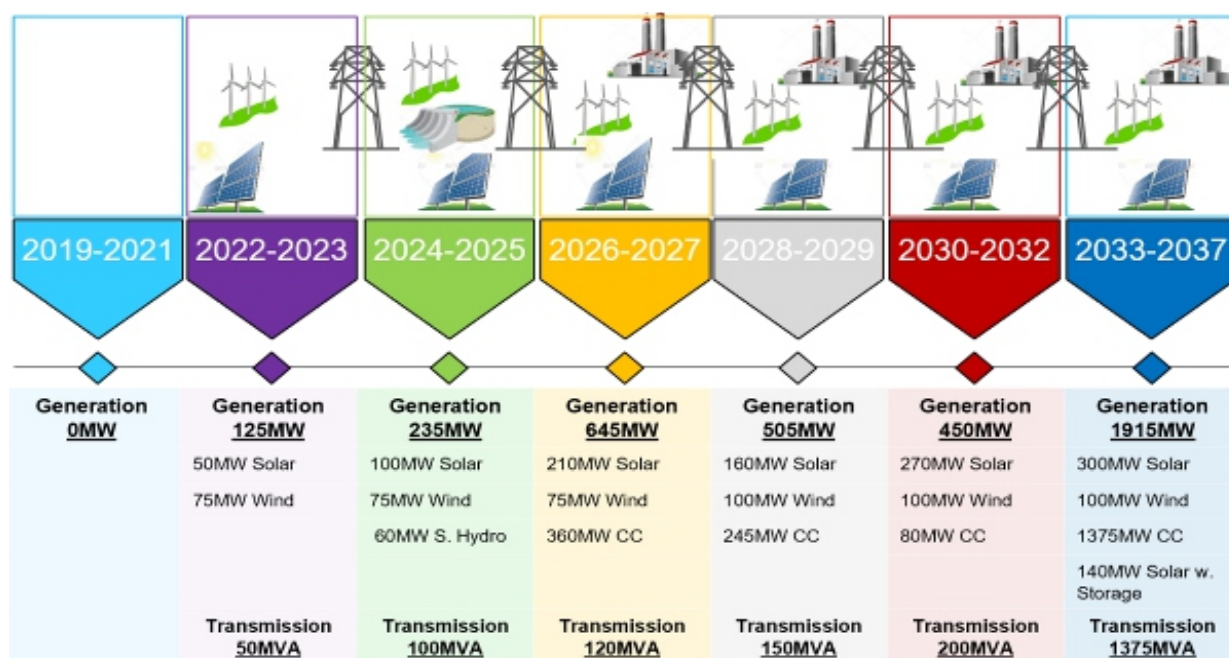 2019-2021
2022-2023
2024-2025
2026-2027
2028-2029
2030-2032
2033-2037
Generation
0MW
Generation
125MW
50MW Solar
75MW Wind
Transmission
50MVA
Generation
235MW
100MW Solar
75MW Wind
60MW S. Hydro
Transmission
100MVA
Generation
645MW
210MW Solar
75MW Wind
360MW CC
Transmission
120MVA
Generation
505MW
160MW Solar
100MW Wind
245MW CC
Transmission
150MVA
Generation
450MW
270MW Solar
100MW Wind
80MW CC
Transmission
200MVA
Generation
1915MW
300MW Solar
100MW Wind
1375MW CC
140MW Solar w.
Storage
Transmission
1375MVA